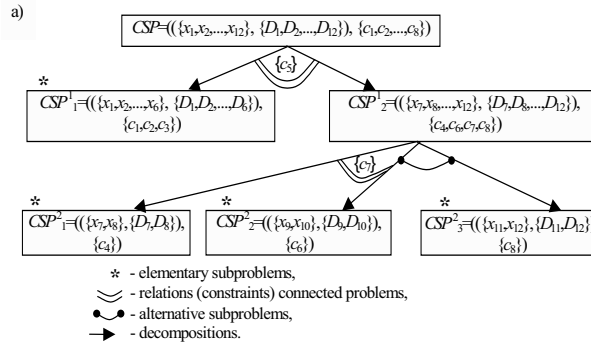 a)
CSP=(({x₁,x₂,...,x₁₂}, {D₁,D₂,...,D₁₂}), {c₁,c₂,...,c₈})
{c₅}
*
CSP¹₁=(({x₁,x₂,...,x₆}, {D₁,D₂,...,D₆}),
{c₁,c₂,c₃})
CSP¹₂=(({x₇,x₈,...,x₁₂}, {D₇,D₈,...,D₁₂}),
{c₄,c₆,c₇,c₈})
{c₇}
*
CSP²₁=(({x₇,x₈},{D₇,D₈}),
{c₄})
*
CSP²₂=(({x₉,x₁₀},{D₉,D₁₀}),
{c₆})
*
CSP²₃=(({x₁₁,x₁₂},{D₁₁,D₁₂}
{c₈})
* - elementary subproblems,
- relations (constraints) connected problems,
- alternative subproblems,
- decompositions.